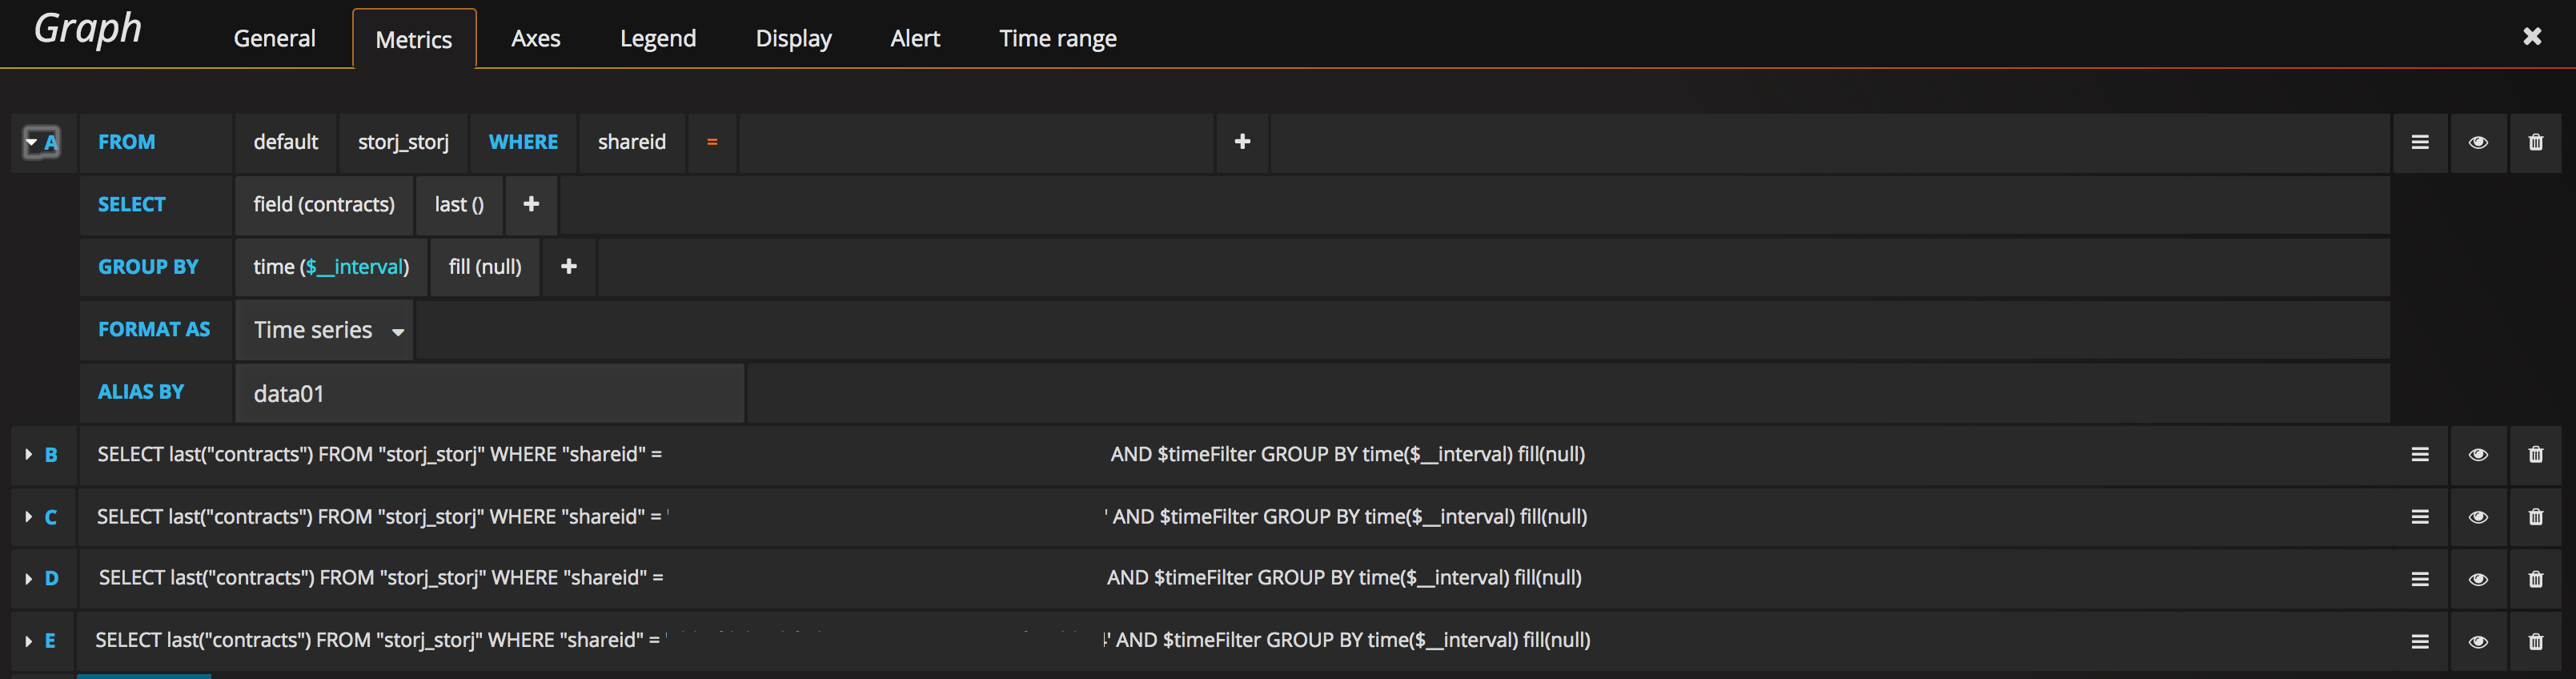 Graph General Metrics Axes Legend Display Alert Time range
A FROM default storj_storj WHERE shareid = +
SELECT field (contracts) last () +
GROUP BY time ($__interval) fill (null) +
FORMAT AS Time series
ALIAS BY data01
B SELECT last("contracts") FROM "storj_storj" WHERE "shareid" = AND $timeFilter GROUP BY time($__interval) fill(null)
C SELECT last("contracts") FROM "storj_storj" WHERE "shareid" = ' ' AND $timeFilter GROUP BY time($__interval) fill(null)
D SELECT last("contracts") FROM "storj_storj" WHERE "shareid" = AND $timeFilter GROUP BY time($__interval) fill(null)
E SELECT last("contracts") FROM "storj_storj" WHERE "shareid" = ' ' AND $timeFilter GROUP BY time($__interval) fill(null)